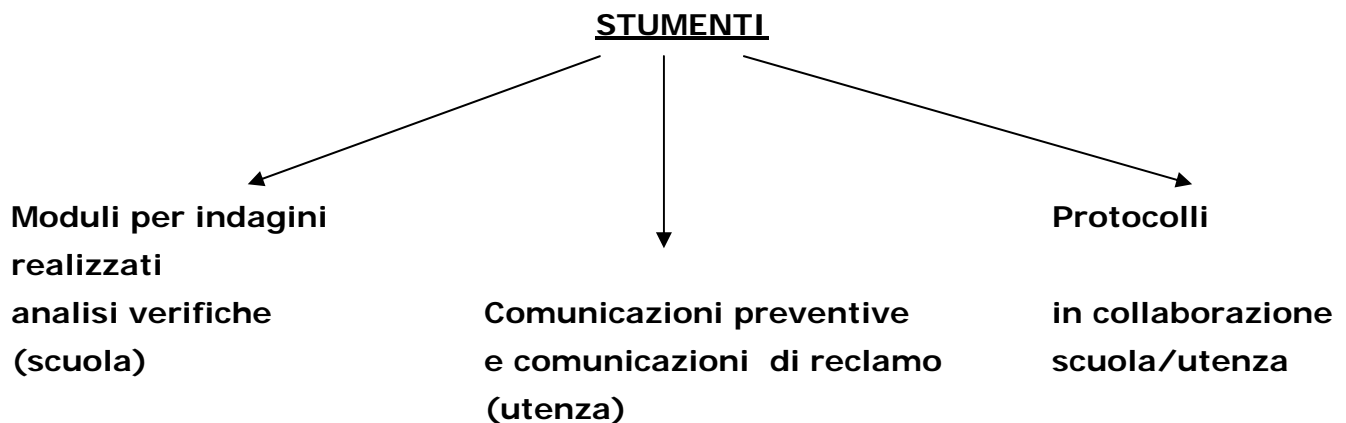 STUMENTI
Moduli per indagini
realizzati
analisi verifiche
(scuola)
Comunicazioni preventive
e comunicazioni di reclamo
(utenza)
Protocolli
in collaborazione
scuola/utenza